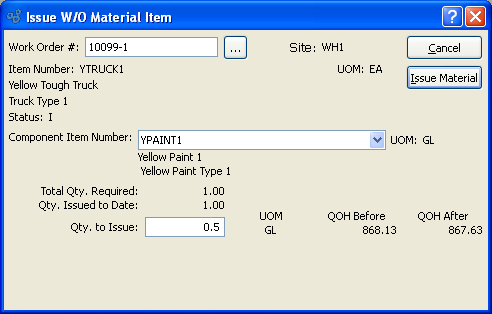 Issue W/O Material Item
Work Order #: 10099-1 ... Site: WH1 Cancel
Item Number: YTRUCK1 UOM: EA Issue Material
Yellow Tough Truck
Truck Type 1
Status: I
Component Item Number: YPAINT1 UOM: GL
Yellow Paint 1
Yellow Paint Type 1
Total Qty. Required: 1.00
Qty. Issued to Date: 1.00
UOM QOH Before QOH After
Qty. to Issue: 0.5 GL 868.13 867.63